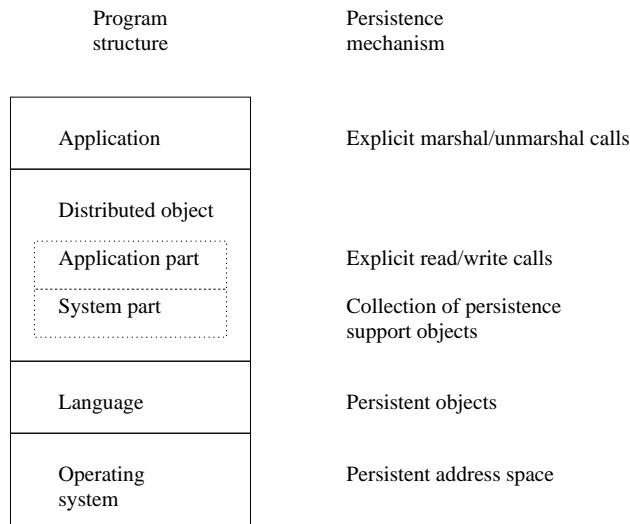 Program structure
Persistence mechanism
Application
Explicit marshal/unmarshal calls
Distributed object
Application part
Explicit read/write calls
System part
Collection of persistence support objects
Language
Persistent objects
Operating system
Persistent address space